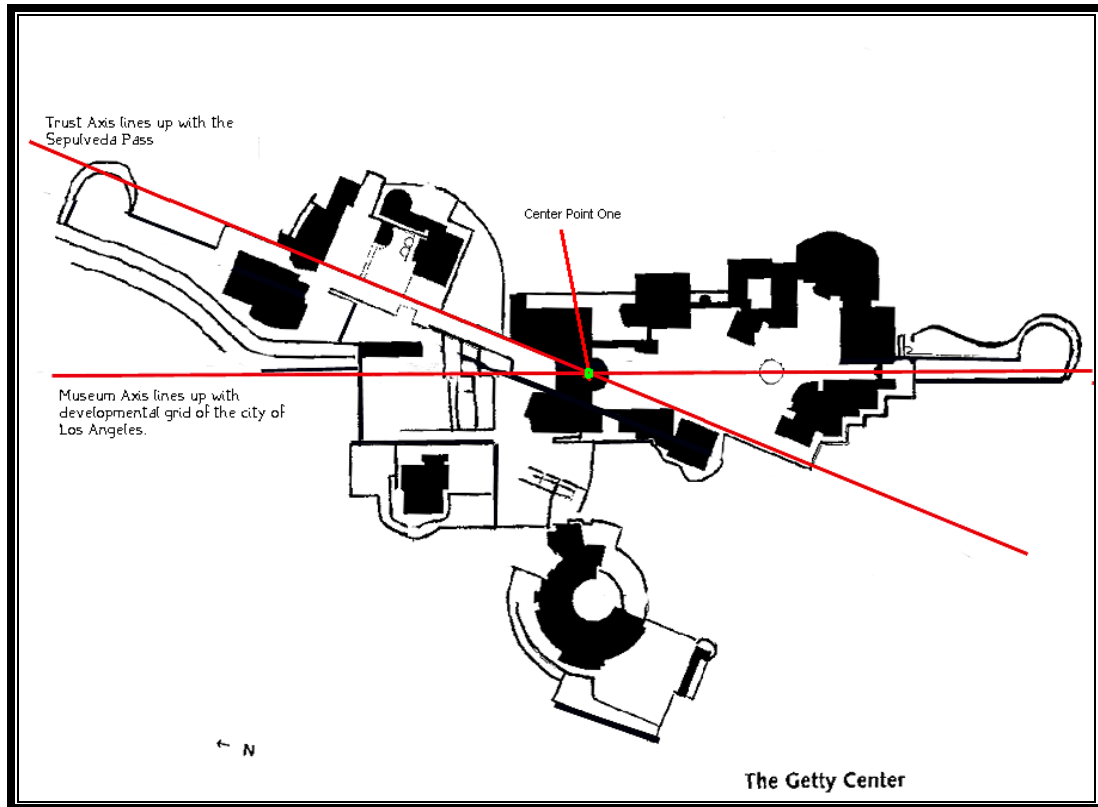 Trust Axis lines up with the
Sepulveda Pass
Center Point One
Museum Axis lines up with
developmental grid of the city of
Los Angeles.
← N
The Getty Center